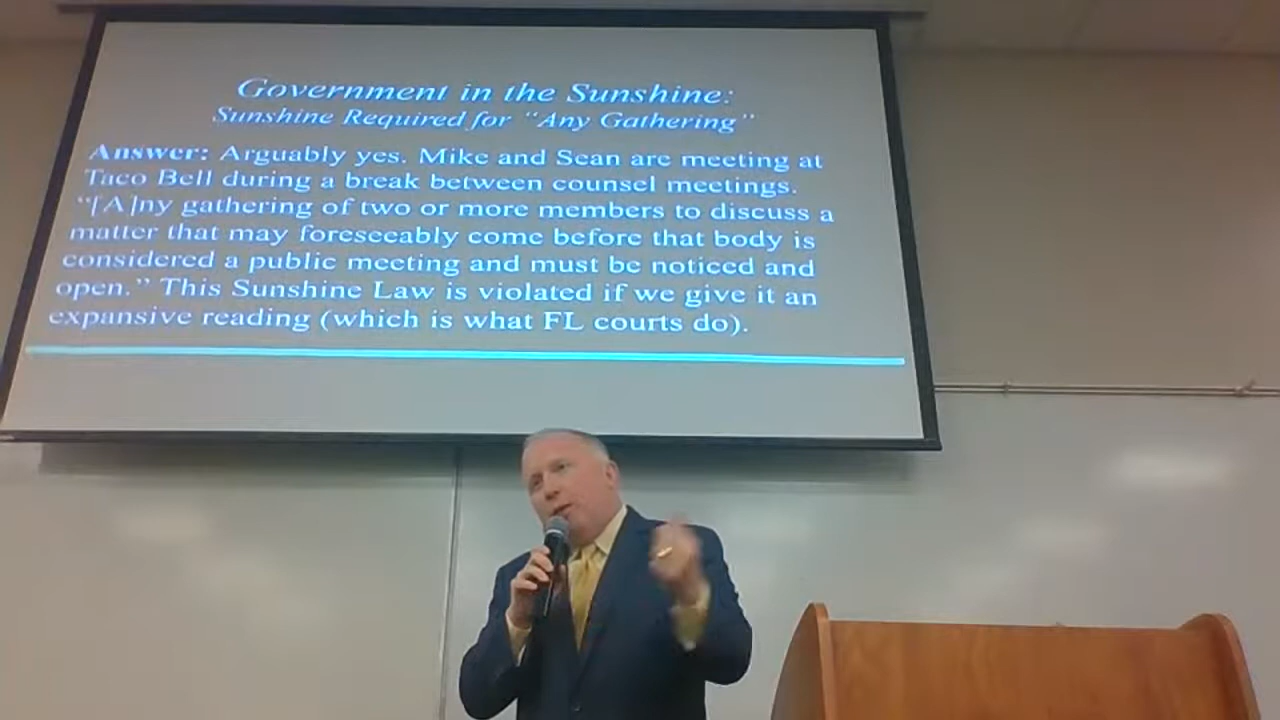 Government in the Sunshine:
Sunshine Required for "Any Gathering"
Answer: Arguably yes. Mike and Sean are meeting at
Taco Bell during a break between counsel meetings.
"[A]ny gathering of two or more members to discuss a
matter that may foreseeably come before that body is
considered a public meeting and must be noticed and
open." This Sunshine Law is violated if we give it an
expansive reading (which is what FL courts do).